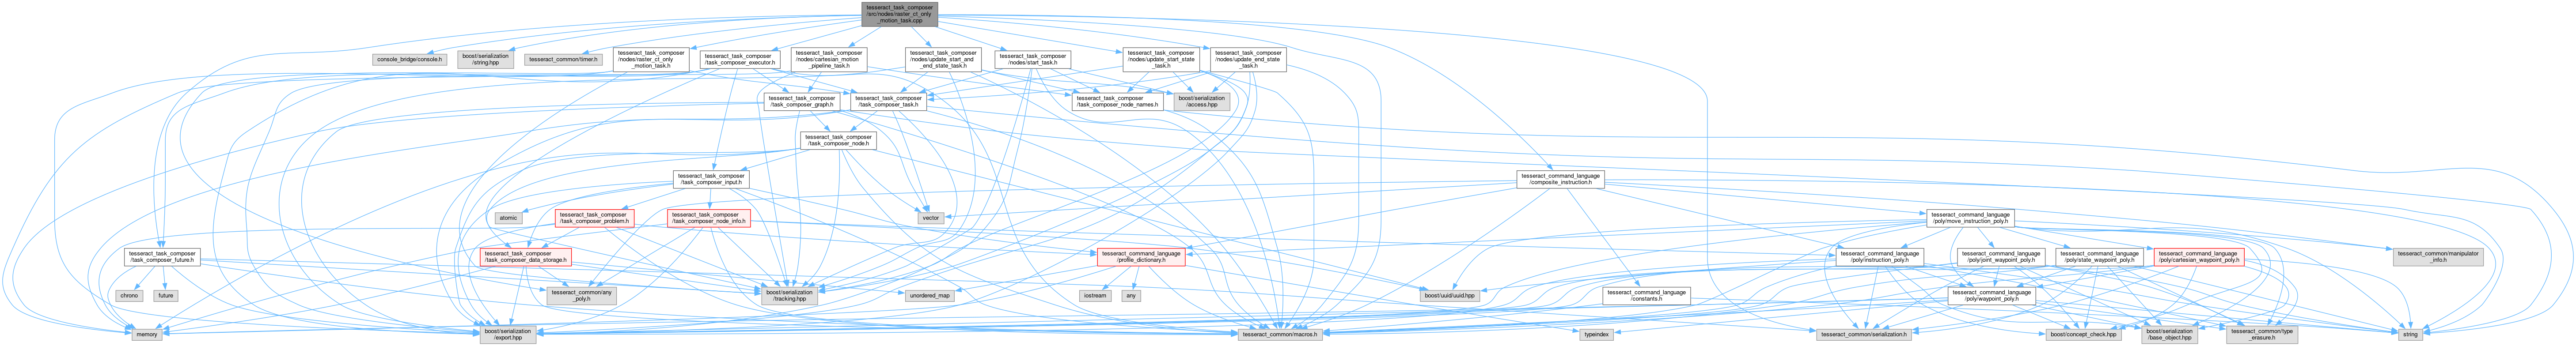 tesseract_task_composer
/src/nodes/raster_ct_only
_motion_task.cpp
console_bridge/console.h
boost/serialization
/string.hpp
tesseract_common/timer.h
tesseract_task_composer
/nodes/raster_ct_only
_motion_task.h
tesseract_task_composer
/task_composer_executor.h
tesseract_task_composer
/nodes/cartesian_motion
_pipeline_task.h
tesseract_task_composer
/nodes/update_start_and
_end_state_task.h
tesseract_task_composer
/nodes/start_task.h
tesseract_task_composer
/nodes/update_start_state
_task.h
tesseract_task_composer
/nodes/update_end_state
_task.h
tesseract_task_composer
/task_composer_graph.h
tesseract_task_composer
/task_composer_task.h
tesseract_task_composer
/task_composer_node_names.h
boost/serialization
/access.hpp
tesseract_task_composer
/task_composer_node.h
tesseract_task_composer
/task_composer_input.h
tesseract_command_language
/composite_instruction.h
atomic
tesseract_task_composer
/task_composer_problem.h
tesseract_task_composer
/task_composer_node_info.h
vector
tesseract_command_language
/poly/move_instruction_poly.h
tesseract_task_composer
/task_composer_future.h
tesseract_task_composer
/task_composer_data_storage.h
tesseract_command_language
/profile_dictionary.h
tesseract_command_language
/poly/instruction_poly.h
tesseract_command_language
/poly/joint_waypoint_poly.h
tesseract_command_language
/poly/state_waypoint_poly.h
tesseract_command_language
/poly/cartesian_waypoint_poly.h
tesseract_common/manipulator
_info.h
chrono
future
tesseract_common/any
_poly.h
boost/serialization
/tracking.hpp
unordered_map
iostream
any
boost/uuid/uuid.hpp
tesseract_command_language
/constants.h
tesseract_command_language
/poly/waypoint_poly.h
memory
boost/serialization
/export.hpp
tesseract_common/macros.h
typeindex
tesseract_common/serialization.h
boost/concept_check.hpp
boost/serialization
/base_object.hpp
tesseract_common/type
_erasure.h
string